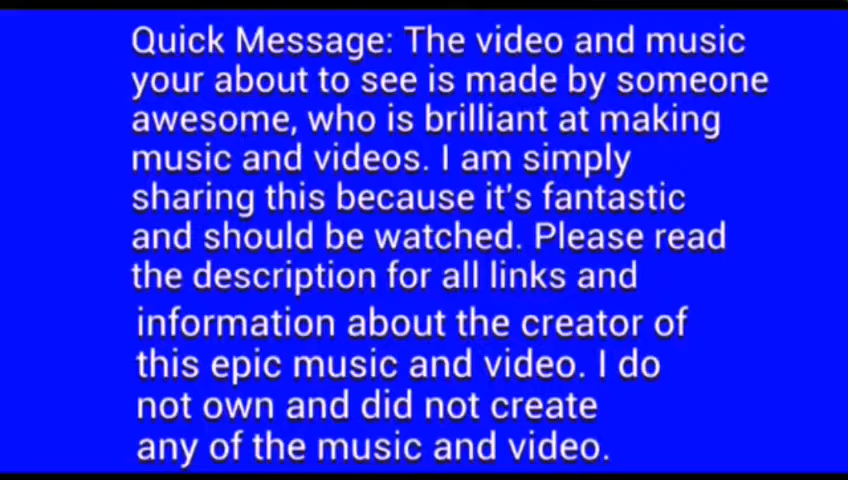 Quick Message: The video and music
your about to see is made by someone
awesome, who is brilliant at making
music and videos. I am simply
sharing this because it's fantastic
and should be watched. Please read
the description for all links and
information about the creator of
this epic music and video. I do
not own and did not create
any of the music and video.